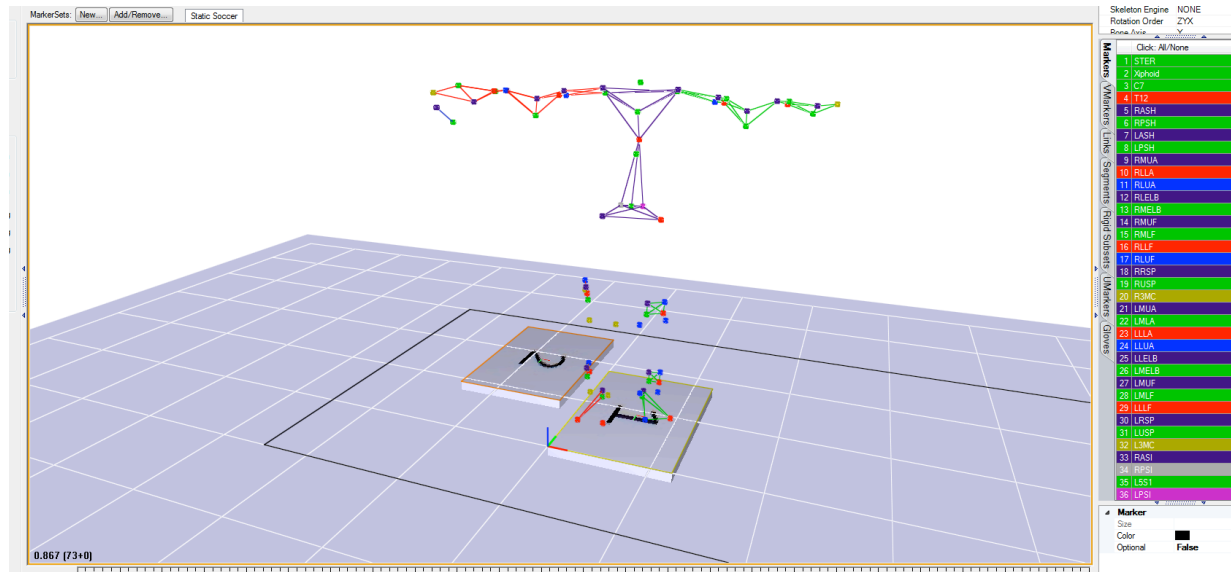 MarkerSets: New... Add/Remove... Static Soccer
Skeleton Engine NONE
Rotation Order ZYX
Bone Axis Y
Markers
VMarkers
Links
Segments
Rigid Subsets
UMarkers
Gloves
Click: All/None
1 STER
2 Xiphoid
3 C7
4 T12
5 RASH
6 RPSH
7 LASH
8 LPSH
9 RMUA
10 RLLA
11 RLUA
12 RLELB
13 RMELB
14 RMUF
15 RMLF
16 RLLF
17 RLUF
18 RRSP
19 RUSP
20 R3MC
21 LMUA
22 LMLA
23 LLLA
24 LLUA
25 LLELB
26 LMELB
27 LMUF
28 LMLF
29 LLLF
30 LRSP
31 LUSP
32 L3MC
33 RASI
34 RPSI
35 L5S1
36 LPSI
Marker
Size
Color
Optional False
0.867 (73+0)